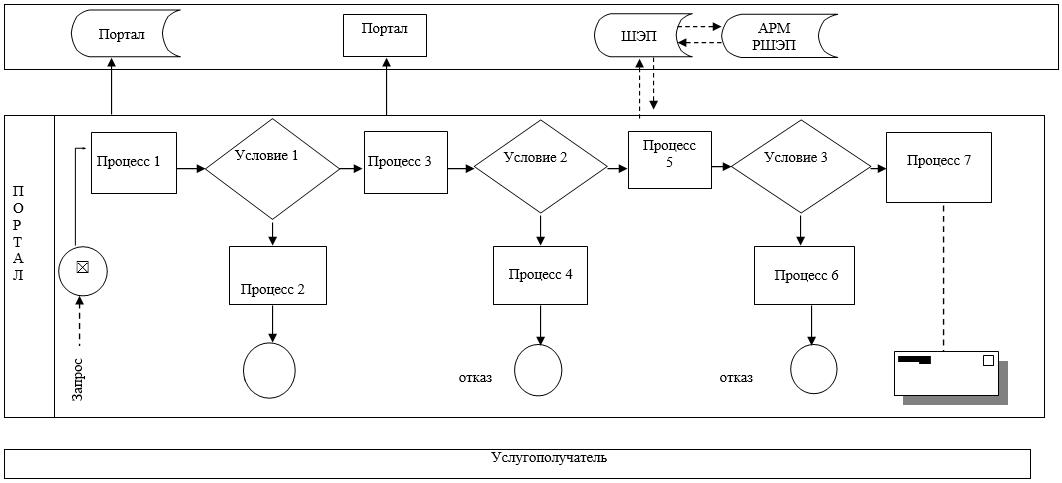 Портал
Портал
ШЭП
АРМ
РШЭП
П
О
Р
Т
А
Л
Процесс 1
Условие 1
Процесс 3
Условие 2
Процесс
5
Условие 3
Процесс 7
Процесс 2
Процесс 4
Процесс 6
Запрос
отказ
отказ
Услугополучатель